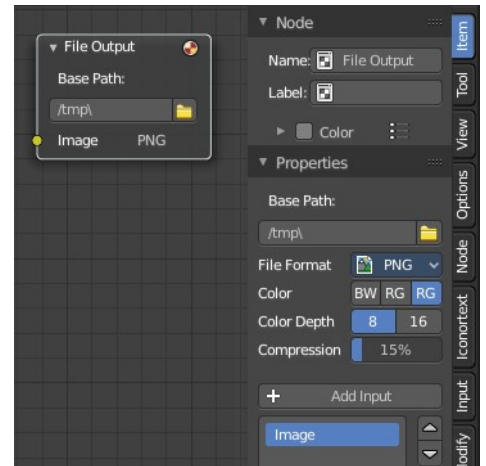 File Output
Base Path:
/tmp\
Image PNG
Node
Name: File Output
Label:
Color
Properties
Base Path:
/tmp\
File Format PNG
Color BW RG RG
Color Depth 8 16
Compression 15%
Add Input
Image
Item
Tool
View
Options
Node
Iconortext
Input
odify